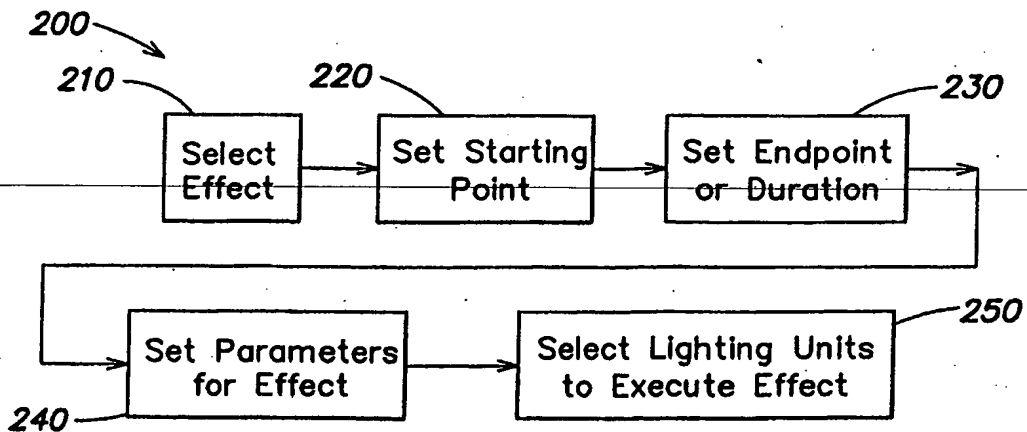 200
210
220
230
Select
Effect
Set Starting
Point
Set Endpoint
or Duration
Set Parameters
for Effect
Select Lighting Units
to Execute Effect
240
250